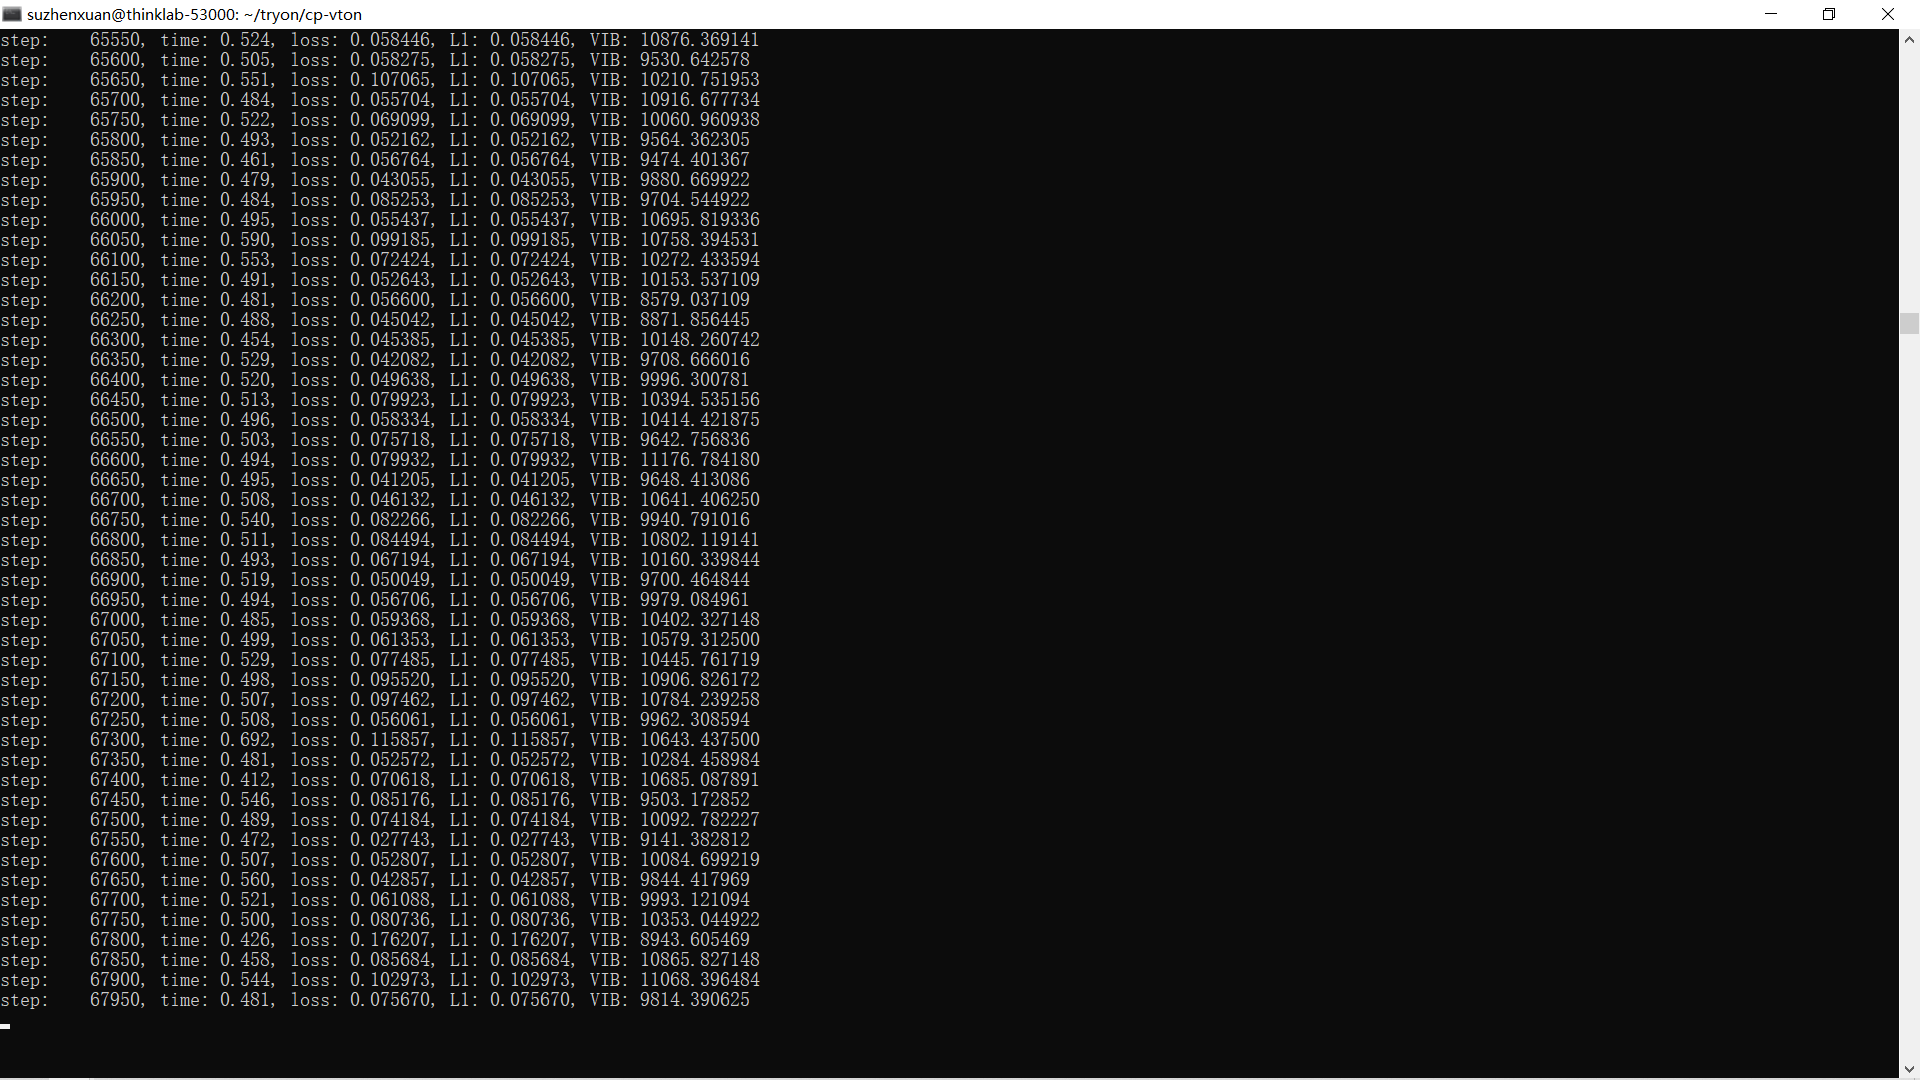 suzhenxuan@thinklab-53000: ~/tryon/cp-vton
step: 65550, time: 0.524, loss: 0.058446, L1: 0.058446, VIB: 10876.369141
step: 65600, time: 0.505, loss: 0.058275, L1: 0.058275, VIB: 9530.642578
step: 65650, time: 0.551, loss: 0.107065, L1: 0.107065, VIB: 10210.751953
step: 65700, time: 0.484, loss: 0.055704, L1: 0.055704, VIB: 10916.677734
step: 65750, time: 0.522, loss: 0.069099, L1: 0.069099, VIB: 10060.960938
step: 65800, time: 0.493, loss: 0.052162, L1: 0.052162, VIB: 9564.362305
step: 65850, time: 0.461, loss: 0.056764, L1: 0.056764, VIB: 9474.401367
step: 65900, time: 0.479, loss: 0.043055, L1: 0.043055, VIB: 9880.669922
step: 65950, time: 0.484, loss: 0.085253, L1: 0.085253, VIB: 9704.544922
step: 66000, time: 0.495, loss: 0.055437, L1: 0.055437, VIB: 10695.819336
step: 66050, time: 0.590, loss: 0.099185, L1: 0.099185, VIB: 10758.394531
step: 66100, time: 0.553, loss: 0.072424, L1: 0.072424, VIB: 10272.433594
step: 66150, time: 0.491, loss: 0.052643, L1: 0.052643, VIB: 10153.537109
step: 66200, time: 0.481, loss: 0.056600, L1: 0.056600, VIB: 8579.037109
step: 66250, time: 0.488, loss: 0.045042, L1: 0.045042, VIB: 8871.856445
step: 66300, time: 0.454, loss: 0.045385, L1: 0.045385, VIB: 10148.260742
step: 66350, time: 0.529, loss: 0.042082, L1: 0.042082, VIB: 9708.666016
step: 66400, time: 0.520, loss: 0.049638, L1: 0.049638, VIB: 9996.300781
step: 66450, time: 0.513, loss: 0.079923, L1: 0.079923, VIB: 10394.535156
step: 66500, time: 0.496, loss: 0.058334, L1: 0.058334, VIB: 10414.421875
step: 66550, time: 0.503, loss: 0.075718, L1: 0.075718, VIB: 9642.756836
step: 66600, time: 0.494, loss: 0.079932, L1: 0.079932, VIB: 11176.784180
step: 66650, time: 0.495, loss: 0.041205, L1: 0.041205, VIB: 9648.413086
step: 66700, time: 0.508, loss: 0.046132, L1: 0.046132, VIB: 10641.406250
step: 66750, time: 0.540, loss: 0.082266, L1: 0.082266, VIB: 9940.791016
step: 66800, time: 0.511, loss: 0.084494, L1: 0.084494, VIB: 10802.119141
step: 66850, time: 0.493, loss: 0.067194, L1: 0.067194, VIB: 10160.339844
step: 66900, time: 0.519, loss: 0.050049, L1: 0.050049, VIB: 9700.464844
step: 66950, time: 0.494, loss: 0.056706, L1: 0.056706, VIB: 9979.084961
step: 67000, time: 0.485, loss: 0.059368, L1: 0.059368, VIB: 10402.327148
step: 67050, time: 0.499, loss: 0.061353, L1: 0.061353, VIB: 10579.312500
step: 67100, time: 0.529, loss: 0.077485, L1: 0.077485, VIB: 10445.761719
step: 67150, time: 0.498, loss: 0.095520, L1: 0.095520, VIB: 10906.826172
step: 67200, time: 0.507, loss: 0.097462, L1: 0.097462, VIB: 10784.239258
step: 67250, time: 0.508, loss: 0.056061, L1: 0.056061, VIB: 9962.308594
step: 67300, time: 0.692, loss: 0.115857, L1: 0.115857, VIB: 10643.437500
step: 67350, time: 0.481, loss: 0.052572, L1: 0.052572, VIB: 10284.458984
step: 67400, time: 0.412, loss: 0.070618, L1: 0.070618, VIB: 10685.087891
step: 67450, time: 0.546, loss: 0.085176, L1: 0.085176, VIB: 9503.172852
step: 67500, time: 0.489, loss: 0.074184, L1: 0.074184, VIB: 10092.782227
step: 67550, time: 0.472, loss: 0.027743, L1: 0.027743, VIB: 9141.382812
step: 67600, time: 0.507, loss: 0.052807, L1: 0.052807, VIB: 10084.699219
step: 67650, time: 0.560, loss: 0.042857, L1: 0.042857, VIB: 9844.417969
step: 67700, time: 0.521, loss: 0.061088, L1: 0.061088, VIB: 9993.121094
step: 67750, time: 0.500, loss: 0.080736, L1: 0.080736, VIB: 10353.044922
step: 67800, time: 0.426, loss: 0.176207, L1: 0.176207, VIB: 8943.605469
step: 67850, time: 0.458, loss: 0.085684, L1: 0.085684, VIB: 10865.827148
step: 67900, time: 0.544, loss: 0.102973, L1: 0.102973, VIB: 11068.396484
step: 67950, time: 0.481, loss: 0.075670, L1: 0.075670, VIB: 9814.390625